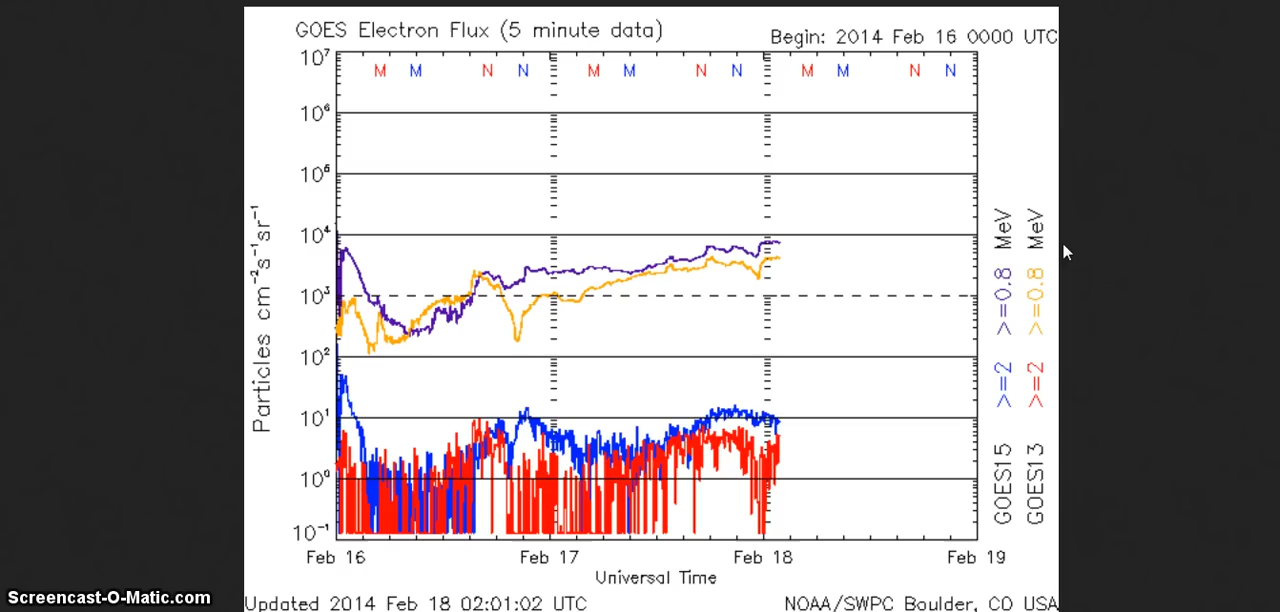 GOES Electron Flux (5 minute data)
Begin: 2014 Feb 16 0000 UTC
10⁷
M M N N M M N N M M N N
10⁶
10⁵
10⁴
10³
10²
10¹
10⁰
10⁻¹
Particles cm⁻²s⁻¹sr⁻¹
Feb 16 Feb 17 Feb 18 Feb 19
Universal Time
GOES15 >=2 >=0.8 MeV
GOES13 >=2 >=0.8 MeV
Updated 2014 Feb 18 02:01:02 UTC
NOAA/SWPC Boulder, CO USA
Screencast-O-Matic.com